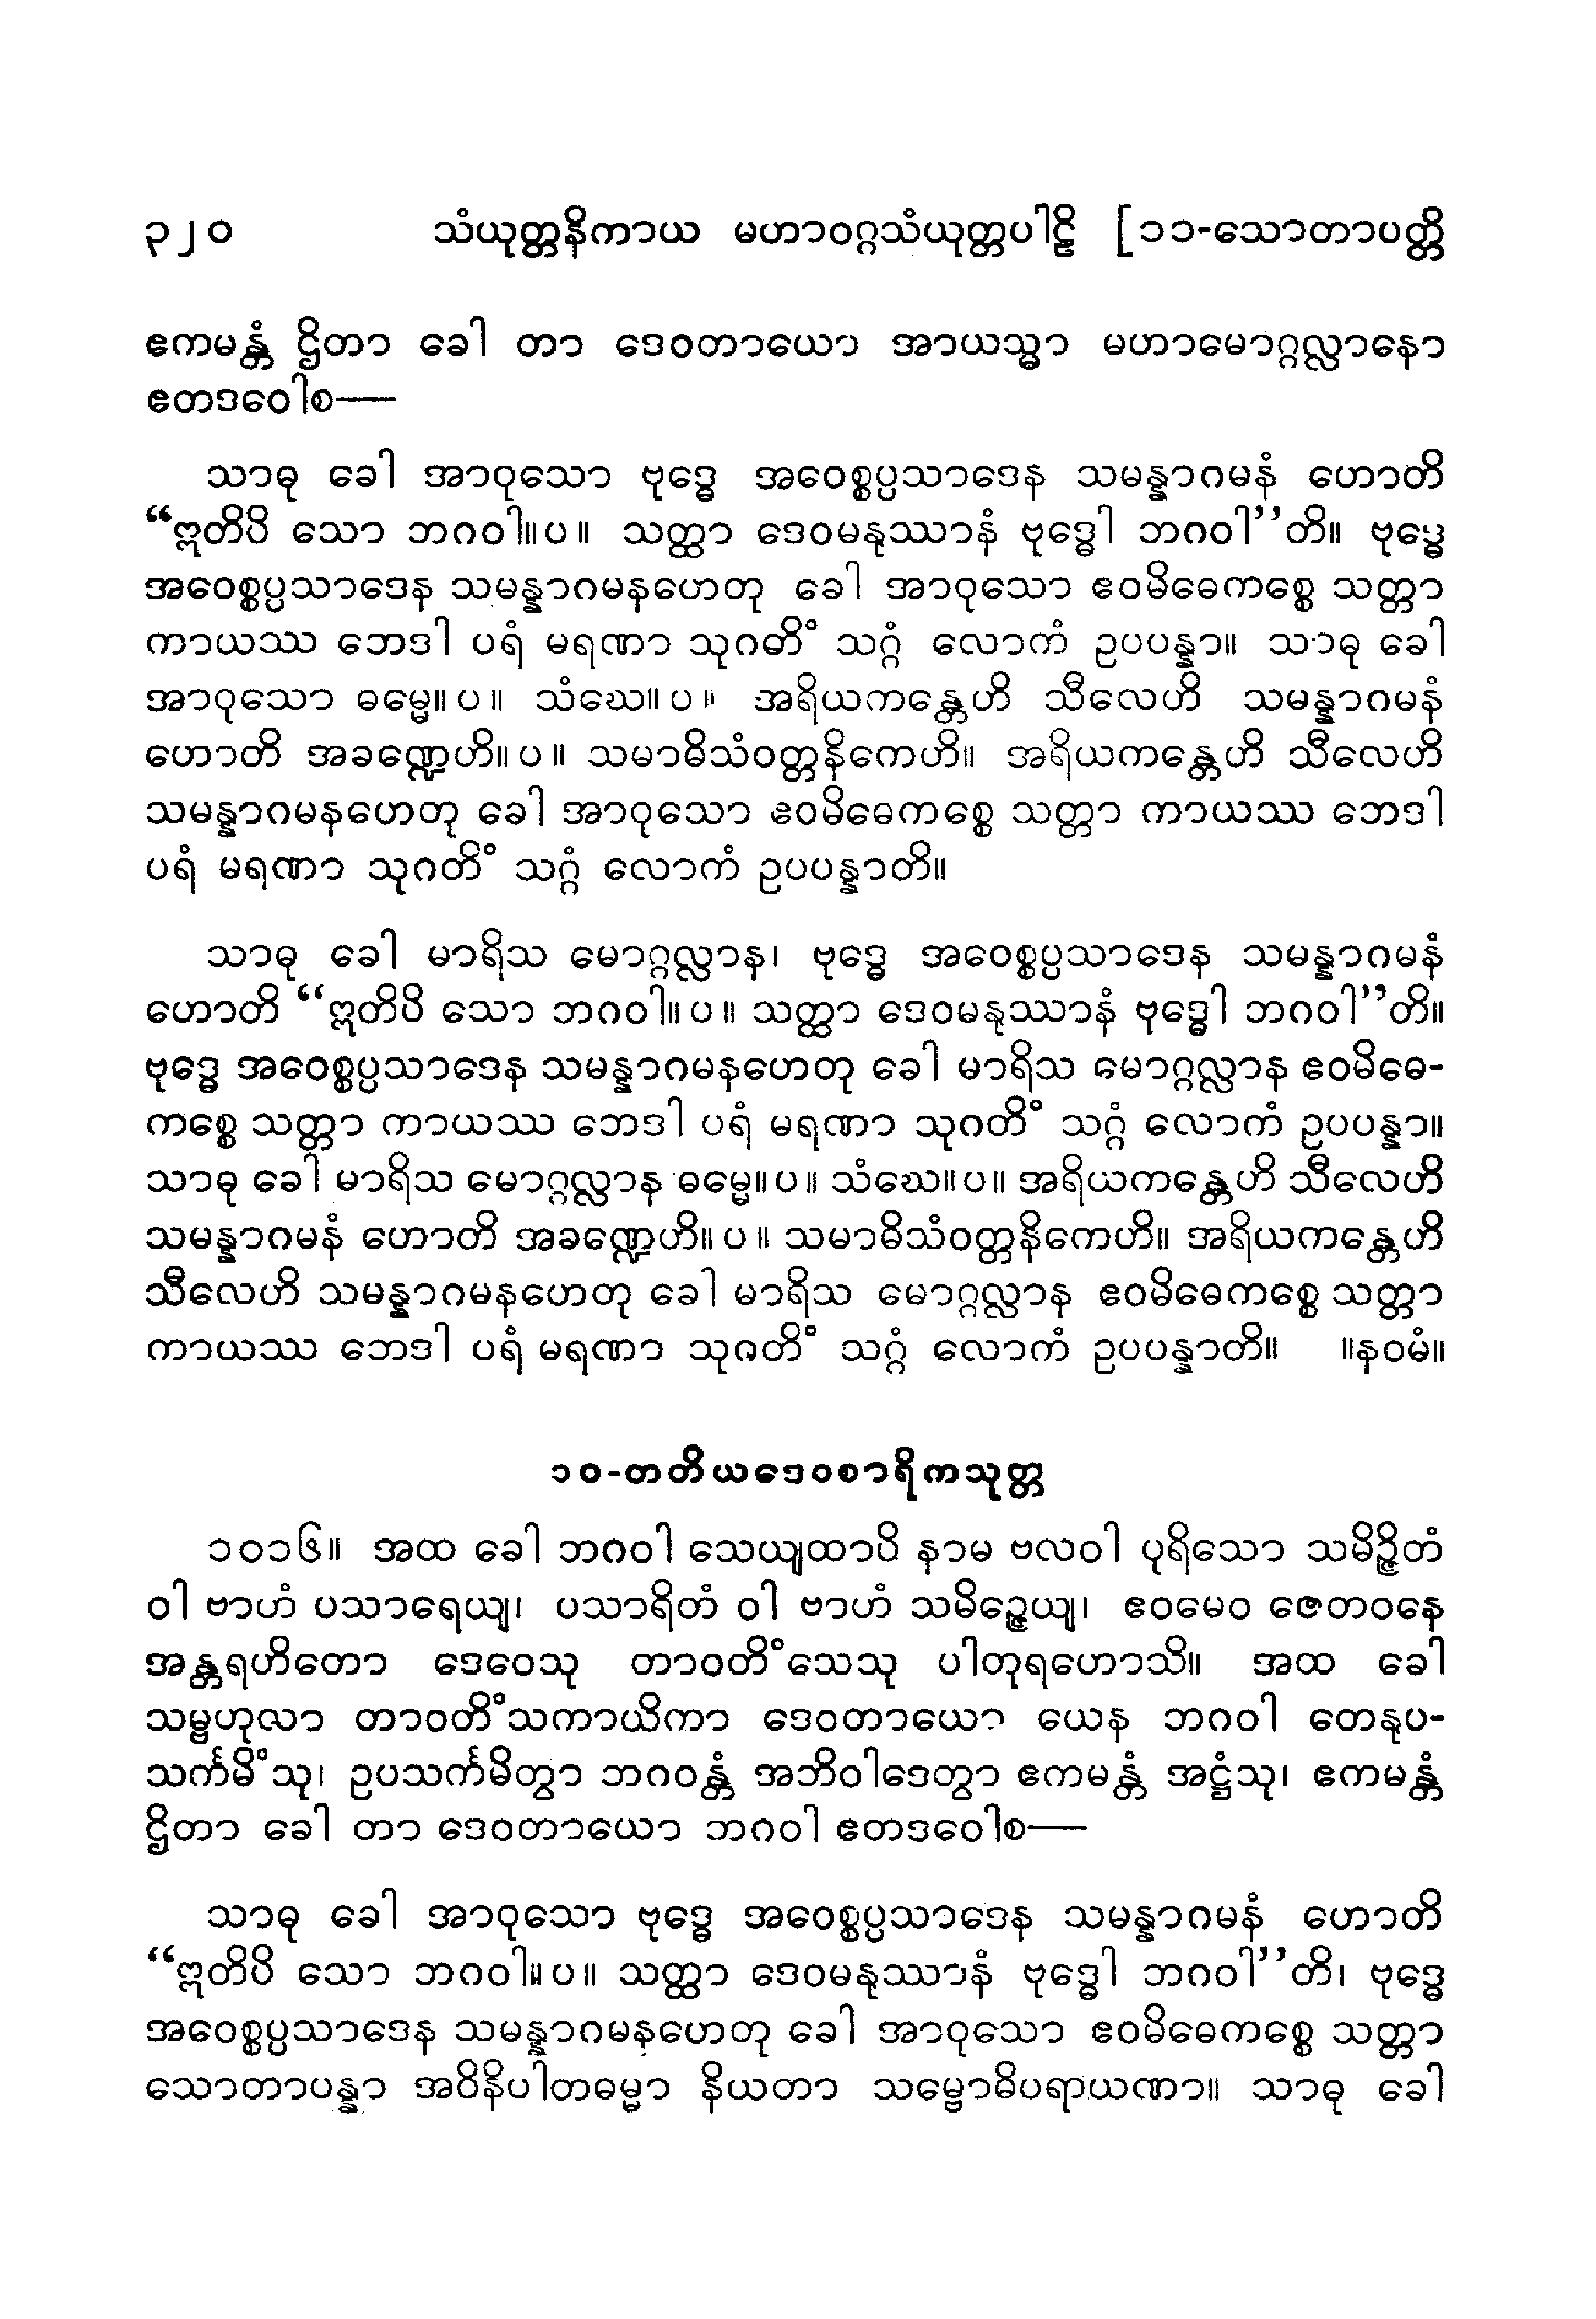 ၃၂၀ သံယုတ္တနိကာယ မဟာဝဂ္ဂသံယုတ္တပါဠိ [၁၁-သောတာပတ္တိ
ဧကမန္တံ ဌိတာ ခေါ တာ ဒေဝတာယော အာယသ္မာ မဟာမောဂ္ဂလ္လာနော
ဧတဒဝေါစ—
သာဓု ခေါ အာဝုသော ဗုဒ္ဓေ အဝေစ္စပ္ပသာဒေန သမန္နာဂမနံ ဟောတိ
“ဣတိပိ သော ဘဂဝါ။ပ။ သတ္ထာ ဒေဝမနုဿာနံ ဗုဒ္ဓေါ ဘဂဝါ’’တိ။ ဗုဒ္ဓေ
အဝေစ္စပ္ပသာဒေန သမန္နာဂမနဟေတု ခေါ အာဝုသော ဧဝမိဓေကစ္စေ သတ္တာ
ကာယဿ ဘေဒါ ပရံ မရဏာ သုဂတိံ သဂ္ဂံ လောကံ ဥပပန္နာ။ သာဓု ခေါ
အာဝုသော ဓမ္မေ။ပ။ သံဃေ။ပ။ အရိယကန္တေဟိ သီလေဟိ သမန္နာဂမနံ
ဟောတိ အခဏ္ဍေဟိ။ပ။ သမာဓိသံဝတ္တနိကေဟိ။ အရိယကန္တေဟိ သီလေဟိ
သမန္နာဂမနဟေတု ခေါ အာဝုသော ဧဝမိဓေကစ္စေ သတ္တာ ကာယဿ ဘေဒါ
ပရံ မရဏာ သုဂတိံ သဂ္ဂံ လောကံ ဥပပန္နာတိ။
သာဓု ခေါ မာရိသ မောဂ္ဂလ္လာန၊ ဗုဒ္ဓေ အဝေစ္စပ္ပသာဒေန သမန္နာဂမနံ
ဟောတိ “ဣတိပိ သော ဘဂဝါ။ပ။ သတ္ထာ ဒေဝမနုဿာနံ ဗုဒ္ဓေါ ဘဂဝါ’’တိ။
ဗုဒ္ဓေ အဝေစ္စပ္ပသာဒေန သမန္နာဂမနဟေတု ခေါ မာရိသ မောဂ္ဂလ္လာန ဧဝမိဓေ-
ကစ္စေ သတ္တာ ကာယဿ ဘေဒါ ပရံ မရဏာ သုဂတိံ သဂ္ဂံ လောကံ ဥပပန္နာ။
သာဓု ခေါ မာရိသ မောဂ္ဂလ္လာန ဓမ္မေ။ပ။ သံဃေ။ပ။ အရိယကန္တေဟိ သီလေဟိ
သမန္နာဂမနံ ဟောတိ အခဏ္ဍေဟိ။ပ။ သမာဓိသံဝတ္တနိကေဟိ။ အရိယကန္တေဟိ
သီလေဟိ သမန္နာဂမနဟေတု ခေါ မာရိသ မောဂ္ဂလ္လာန ဧဝမိဓေကစ္စေ သတ္တာ
ကာယဿ ဘေဒါ ပရံ မရဏာ သုဂတိံ သဂ္ဂံ လောကံ ဥပပန္နာတိ။ ။နဝမံ။
၁၀-တတိယဒေဝစာရိကသုတ္တ
၁၀၁၆။ အထ ခေါ ဘဂဝါ သေယျထာပိ နာမ ဗလဝါ ပုရိသော သမိဉ္ဇိတံ
ဝါ ဗာဟံ ပသာရေယျ၊ ပသာရိတံ ဝါ ဗာဟံ သမိဉ္ဇေယျ၊ ဧဝမေဝ ဇေတဝနေ
အန္တရဟိတော ဒေဝေသု တာဝတိံသေသု ပါတုရဟောသိ။ အထ ခေါ
သမ္ဗဟုလာ တာဝတိံသကာယိကာ ဒေဝတာယော ယေန ဘဂဝါ တေနုပ-
သင်္ကမိံသု၊ ဥပသင်္ကမိတွာ ဘဂဝန္တံ အဘိဝါဒေတွာ ဧကမန္တံ အဋ္ဌံသု၊ ဧကမန္တံ
ဌိတာ ခေါ တာ ဒေဝတာယော ဘဂဝါ ဧတဒဝေါစ—
သာဓု ခေါ အာဝုသော ဗုဒ္ဓေ အဝေစ္စပ္ပသာဒေန သမန္နာဂမနံ ဟောတိ
“ဣတိပိ သော ဘဂဝါ။ပ။ သတ္ထာ ဒေဝမနုဿာနံ ဗုဒ္ဓေါ ဘဂဝါ’’တိ၊ ဗုဒ္ဓေ
အဝေစ္စပ္ပသာဒေန သမန္နာဂမနဟေတု ခေါ အာဝုသော ဧဝမိဓေကစ္စေ သတ္တာ
သောတာပန္နာ အဝိနိပါတဓမ္မာ နိယတာ သမ္ဗောဓိပရာယဏာ။ သာဓု ခေါ